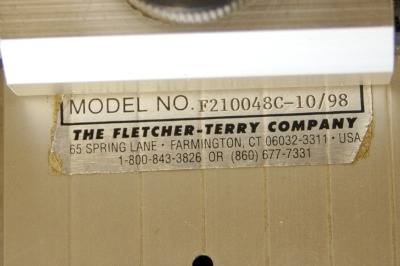 MODEL NO. F210048C-10/98
THE FLETCHER-TERRY COMPANY
65 SPRING LANE · FARMINGTON, CT 06032-3311 · USA
1-800-843-3826 OR (860) 677-7331